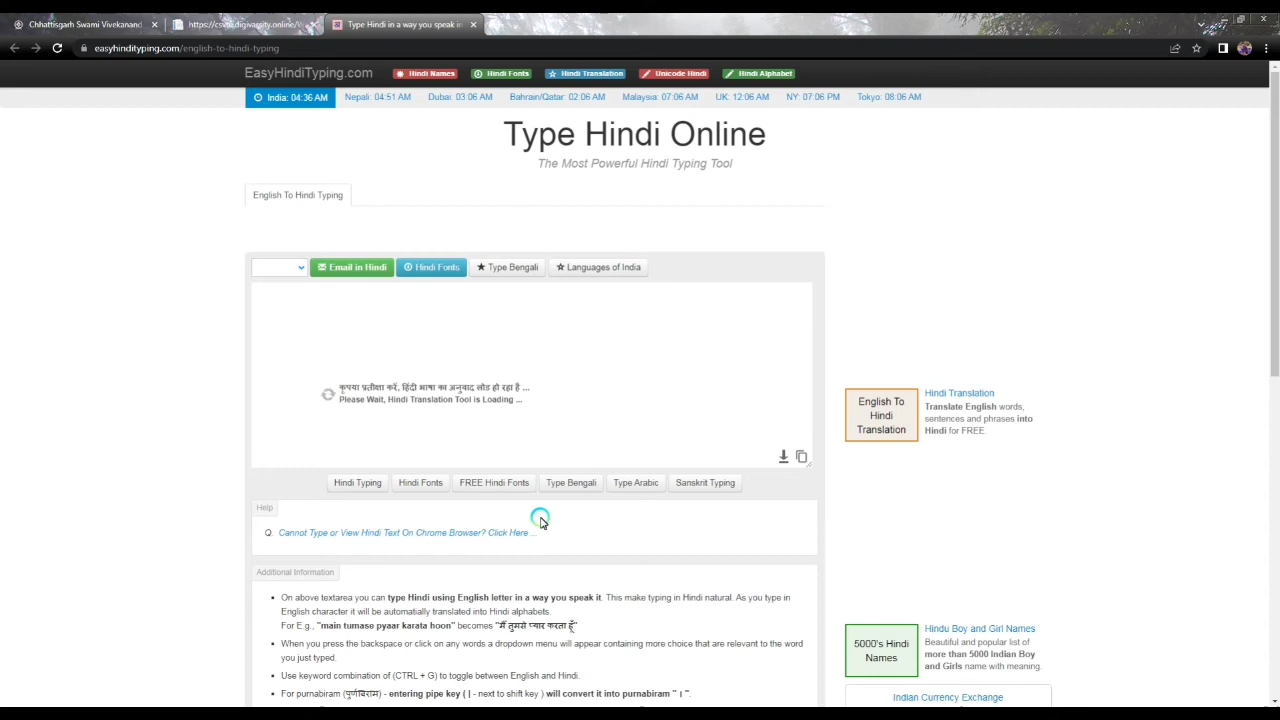 Chhattisgarh Swami Vivekanand
https://csvtu.digivarsity.online/
Type Hindi in a way you speak in
easyhindityping.com/english-to-hindi-typing
EasyHindiTyping.com
Hindi Names
Hindi Fonts
Hindi Translation
Unicode Hindi
Hindi Alphabet
India: 04:36 AM
Nepali: 04:51 AM
Dubai: 03:06 AM
Bahrain/Qatar: 02:06 AM
Malaysia: 07:06 AM
UK: 12:06 AM
NY: 07:06 PM
Tokyo: 08:06 AM
Type Hindi Online
The Most Powerful Hindi Typing Tool
English To Hindi Typing
Email in Hindi
Hindi Fonts
Type Bengali
Languages of India
कृपया प्रतीक्षा करें, हिंदी भाषा का अनुवाद लोड हो रहा है ...
Please Wait, Hindi Translation Tool is Loading ...
Hindi Typing
Hindi Fonts
FREE Hindi Fonts
Type Bengali
Type Arabic
Sanskrit Typing
Help
Q. Cannot Type or View Hindi Text On Chrome Browser? Click Here ...
Additional Information
On above textarea you can type Hindi using English letter in a way you speak it. This make typing in Hindi natural. As you type in
English character it will be automatially translated into Hindi alphabets.
For E.g., "main tumase pyaar karata hoon" becomes "मैं तुमसे प्यार करता हूँ"
When you press the backspace or click on any words a dropdown menu will appear containing more choice that are relevant to the word
you just typed.
Use keyword combination of (CTRL + G) to toggle between English and Hindi.
For purnabiram (पुर्णबिराम) - entering pipe key ( | - next to shift key ) will convert it into purnabiram " । ".
English To
Hindi
Translation
Hindi Translation
Translate English words,
sentences and phrases into
Hindi for FREE.
5000's Hindi
Names
Hindu Boy and Girl Names
Beautiful and popular list of
more than 5000 Indian Boy
and Girls name with meaning.
Indian Currency Exchange